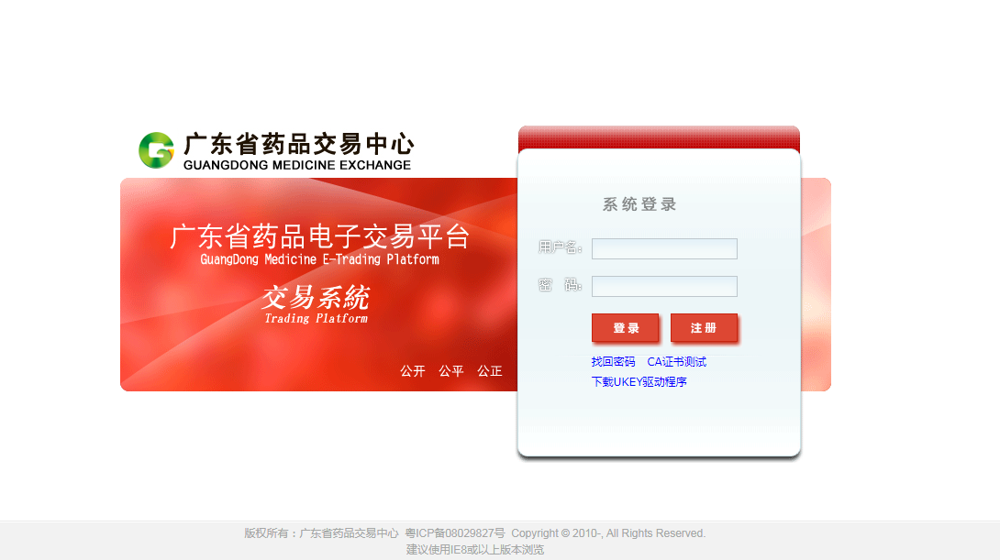 广东省药品交易中心
GUANGDONG MEDICINE EXCHANGE
广东省药品电子交易平台
GuangDong Medicine E-Trading Platform
交易系統
Trading Platform
公开 公平 公正
系统登录
用户名:
密 码:
登录 注册
找回密码 CA证书测试
下载UKEY驱动程序
版权所有：广东省药品交易中心 粤ICP备08029827号 Copyright © 2010-, All Rights Reserved.
建议使用IE8或以上版本浏览